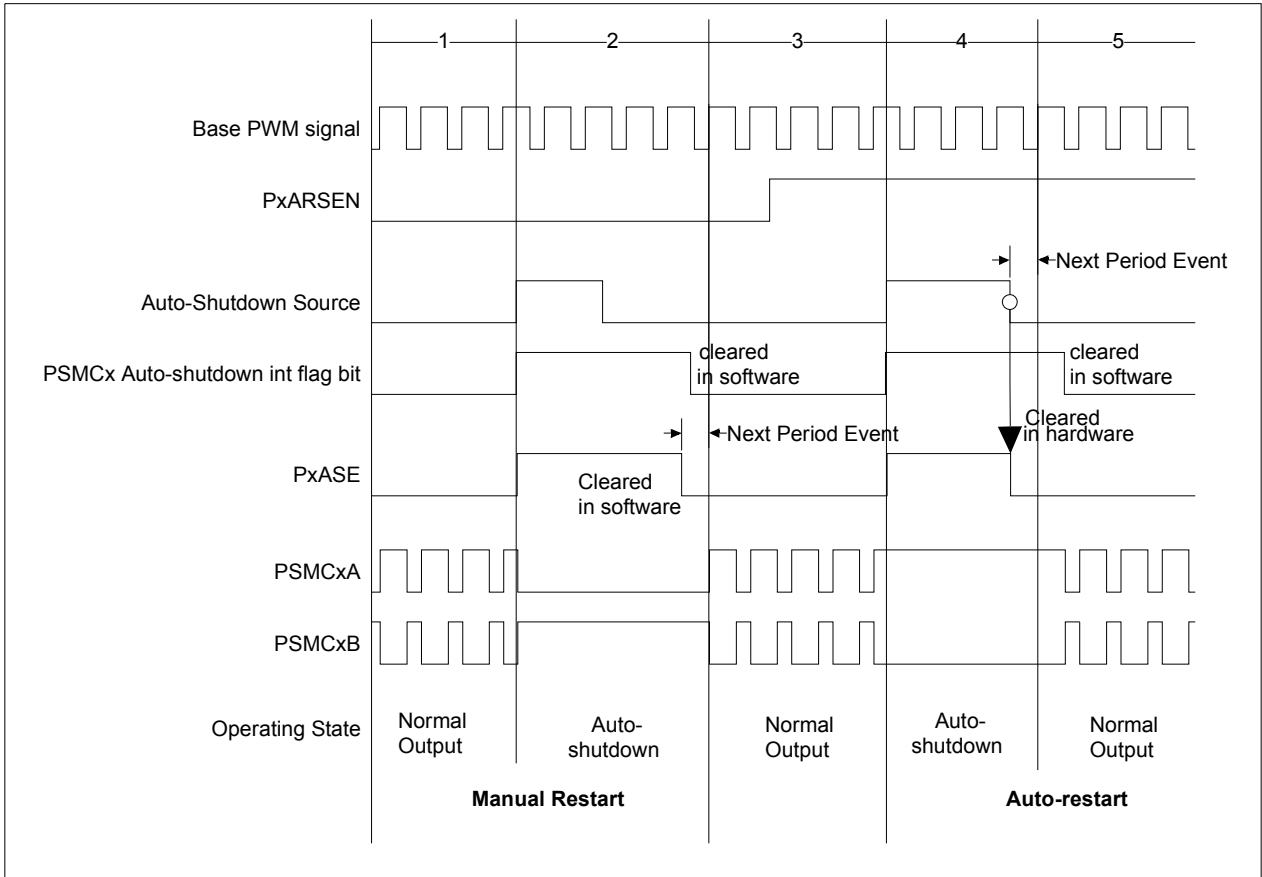 1 2 3 4 5
Base PWM signal
PxARSEN
Next Period Event
Auto-Shutdown Source
cleared
in software
cleared
in software
PSMCx Auto-shutdown int flag bit
Next Period Event
Cleared
in hardware
PxASE
Cleared
in software
PSMCxA
PSMCxB
Operating State
Normal
Output
Auto-
shutdown
Normal
Output
Auto-
shutdown
Normal
Output
Manual Restart
Auto-restart